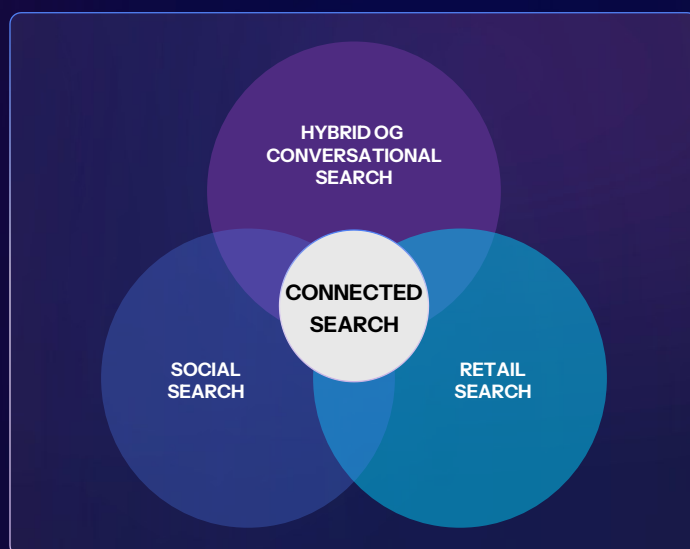 HYBRID OG
CONVERSATIONAL
SEARCH
CONNECTED
SEARCH
SOCIAL
SEARCH
RETAIL
SEARCH